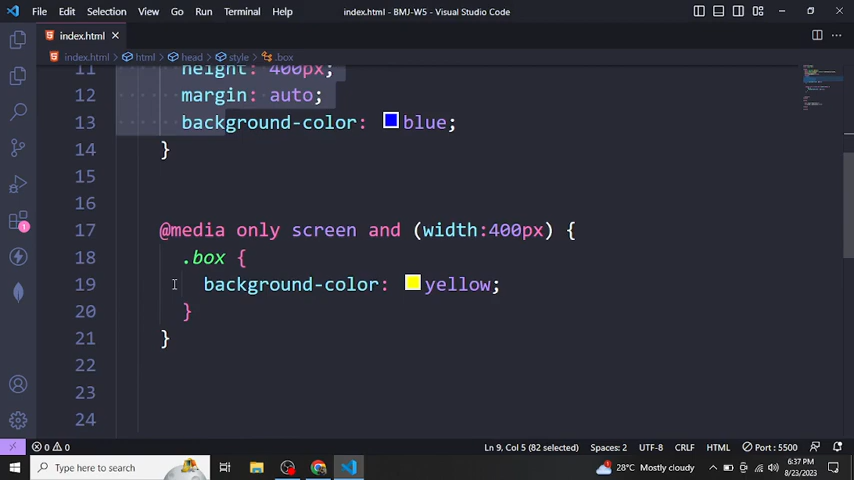 File Edit Selection View Go Run Terminal Help index.html - BMJ-W5 - Visual Studio Code
index.html
index.html > html > head > style > .box
11 height: 400px;
12 margin: auto;
13 background-color: blue;
14 }
15
16
17 @media only screen and (width:400px) {
18 .box {
19 background-color: yellow;
20 }
21 }
22
23
24
1
0 0 Ln 9, Col 5 (82 selected) Spaces: 2 UTF-8 CRLF HTML Port : 5500
Type here to search 28°C Mostly cloudy 6:37 PM
8/23/2023